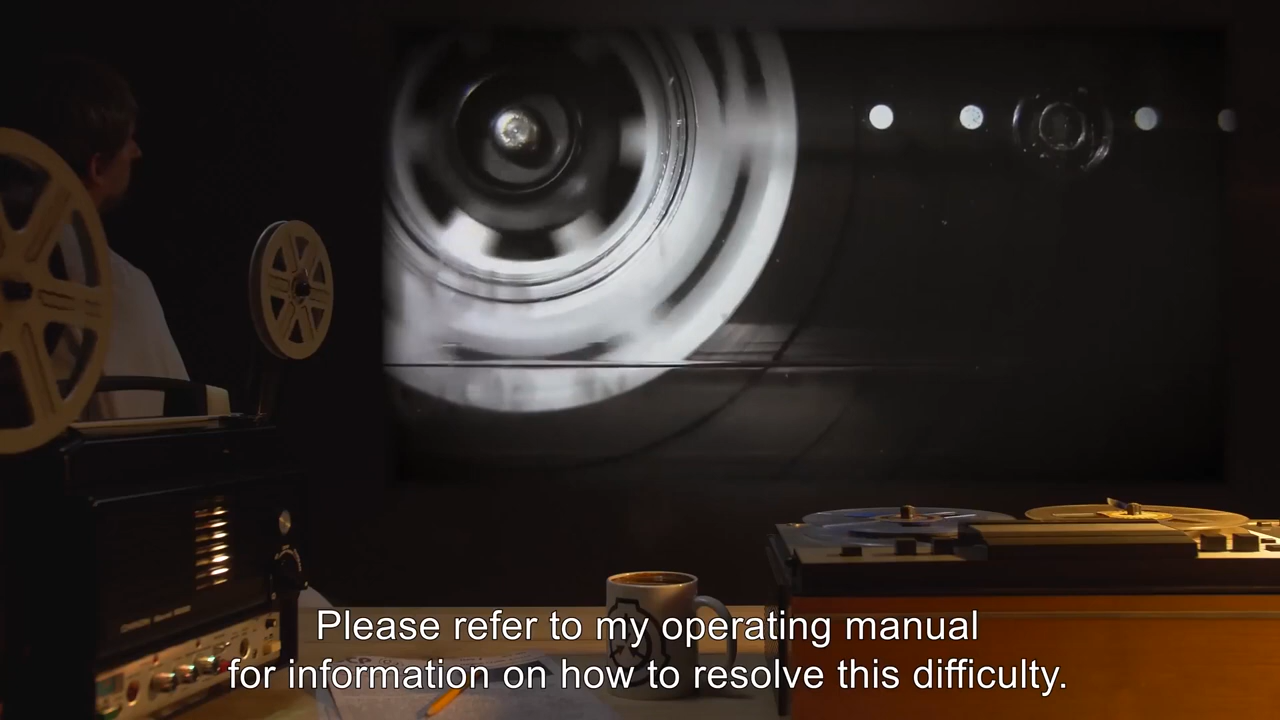 Please refer to my operating manual
for information on how to resolve this difficulty.